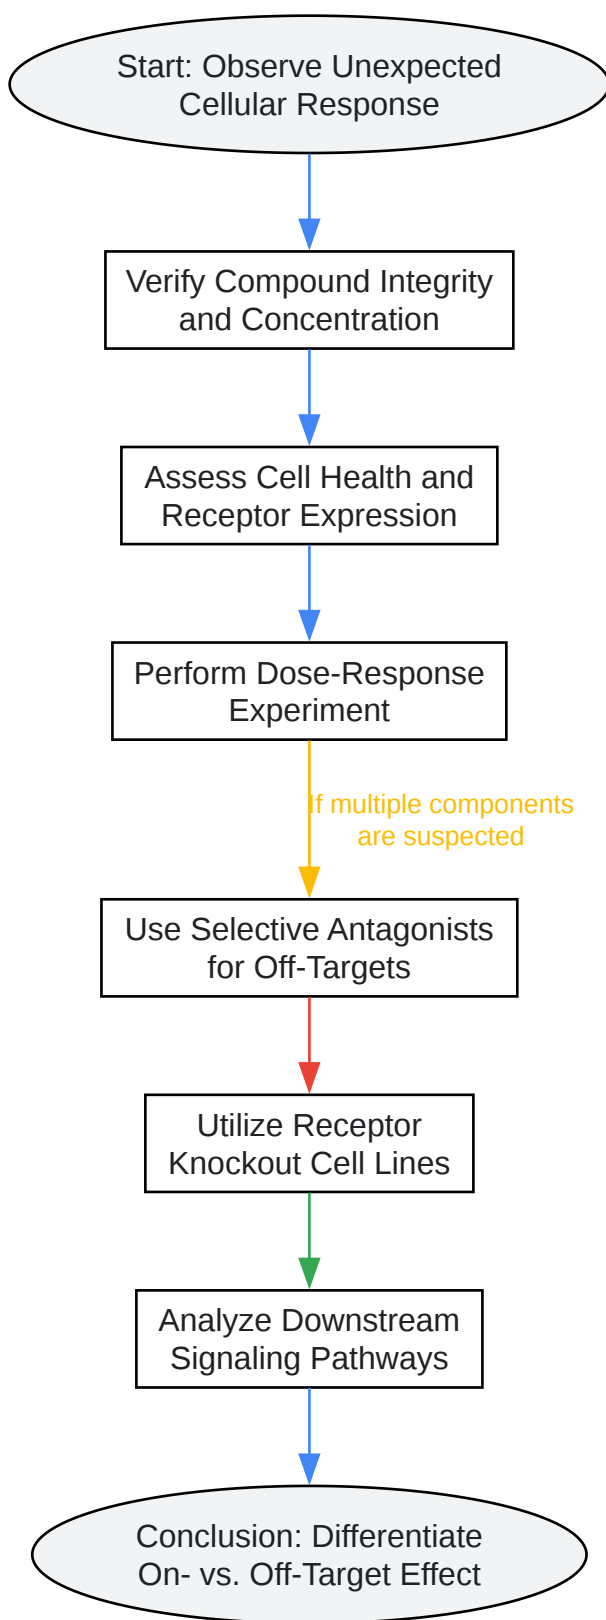 Start: Observe Unexpected
Cellular Response
Verify Compound Integrity
and Concentration
Assess Cell Health and
Receptor Expression
Perform Dose-Response
Experiment
If multiple components
are suspected
Use Selective Antagonists
for Off-Targets
Utilize Receptor
Knockout Cell Lines
Analyze Downstream
Signaling Pathways
Conclusion: Differentiate
On- vs. Off-Target Effect